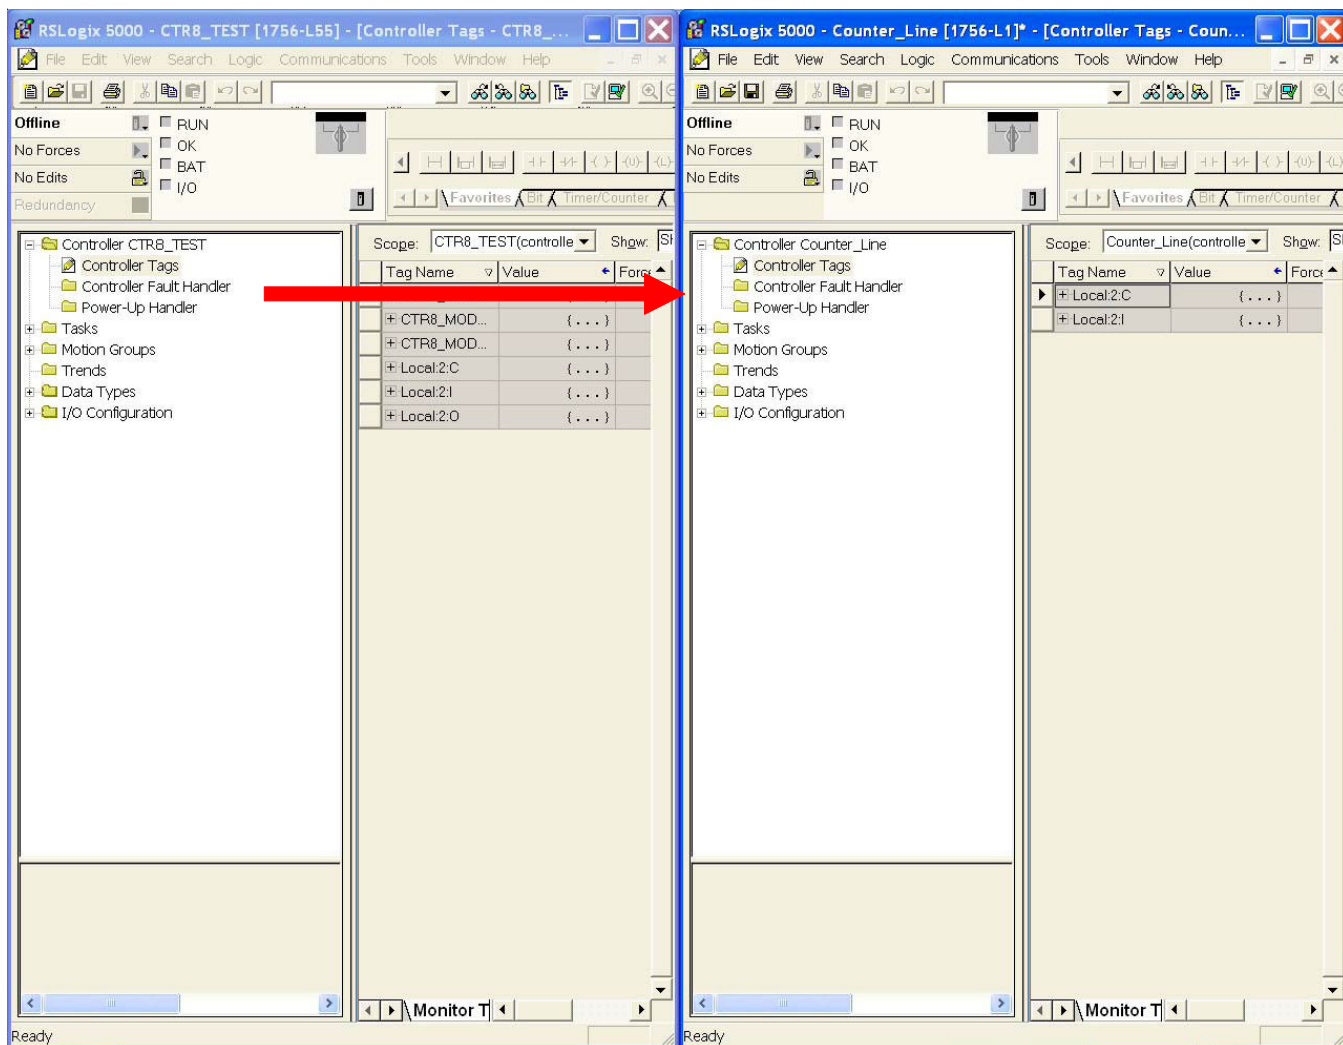 RSLogix 5000 - CTR8_TEST [1756-L55] - [Controller Tags - CTR8_...
File Edit View Search Logic Communications Tools Window Help
Offline
RUN
No Forces
OK
BAT
No Edits
I/O
Redundancy
Favorites Bit Timer/Counter
Controller CTR8_TEST
Controller Tags
Controller Fault Handler
Power-Up Handler
Tasks
Motion Groups
Trends
Data Types
I/O Configuration
Scope: CTR8_TEST(controlle Show:
Tag Name Value Force
CTR8_MOD... {...}
CTR8_MOD... {...}
Local:2:C {...}
Local:2:I {...}
Local:2:O {...}
Monitor T
Ready
RSLogix 5000 - Counter_Line [1756-L1]* - [Controller Tags - Coun...
File Edit View Search Logic Communications Tools Window Help
Offline
RUN
No Forces
OK
BAT
No Edits
I/O
Favorites Bit Timer/Counter
Controller Counter_Line
Controller Tags
Controller Fault Handler
Power-Up Handler
Tasks
Motion Groups
Trends
Data Types
I/O Configuration
Scope: Counter_Line(controlle Show:
Tag Name Value Force
Local:2:C {...}
Local:2:I {...}
Monitor T
Ready